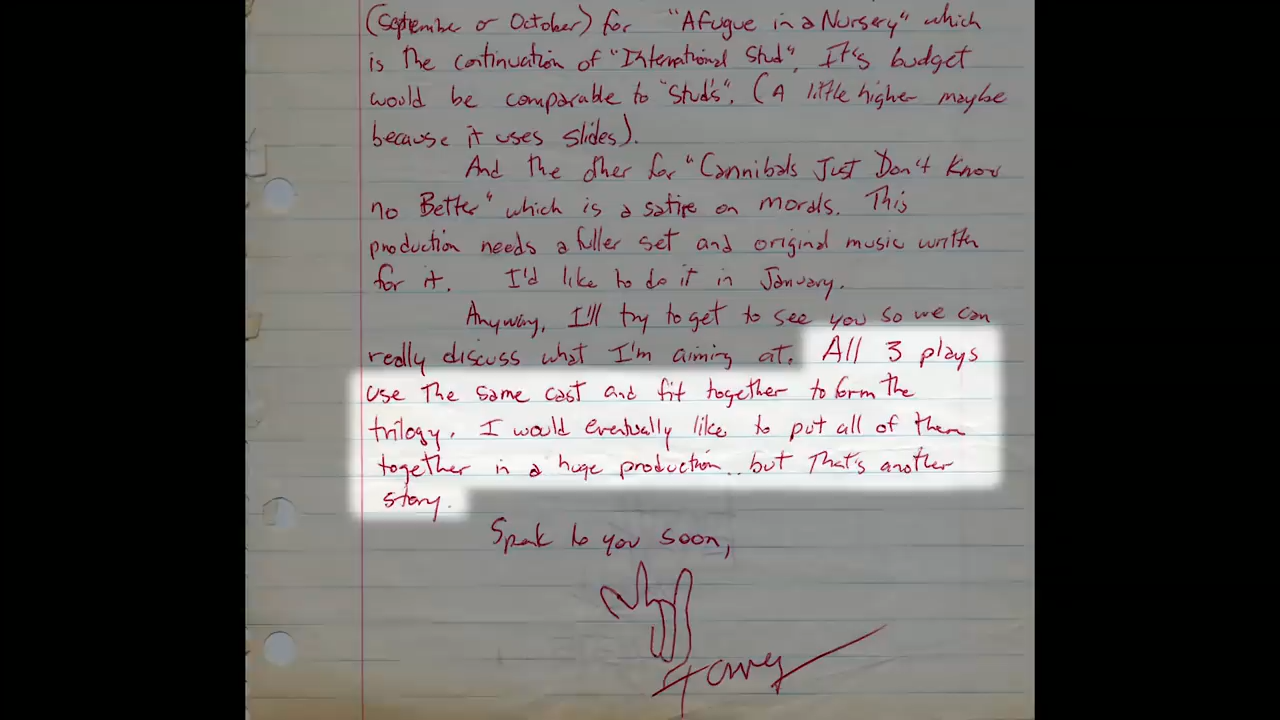 (September or October) for "A fugue in a Nursery" which
is the continuation of "International Stud". It's budget
would be comparable to "Stud's". (A little higher maybe
because it uses slides).
And the other for "Cannibals Just Don't Know
no Better" which is a satire on morals. This
production needs a fuller set and original music written
for it. I'd like to do it in January.
Anyway, I'll try to get to see you so we can
really discuss what I'm aiming at. All 3 plays
use the same cast and fit together to form the
trilogy. I would eventually like to put all of them
together in a huge production.. but that's another
story.
Speak to you soon,
Harvey